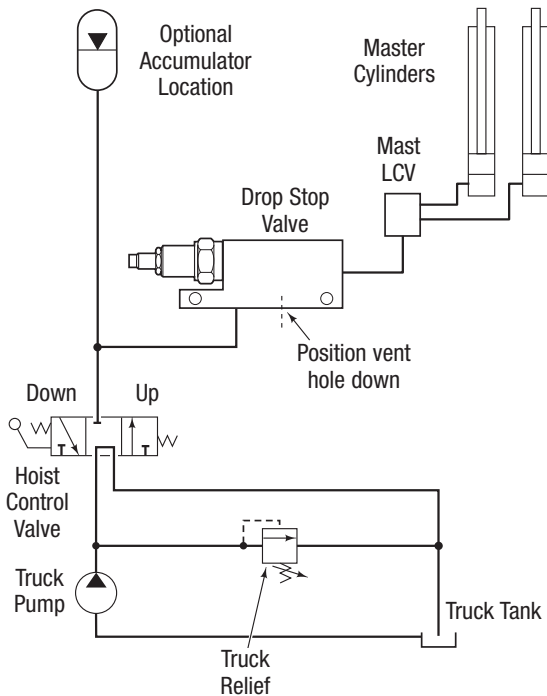 Optional
Accumulator
Location
Master
Cylinders
Mast
LCV
Drop Stop
Valve
Position vent
hole down
Down
Up
Hoist
Control
Valve
Truck
Pump
Truck Tank
Truck
Relief